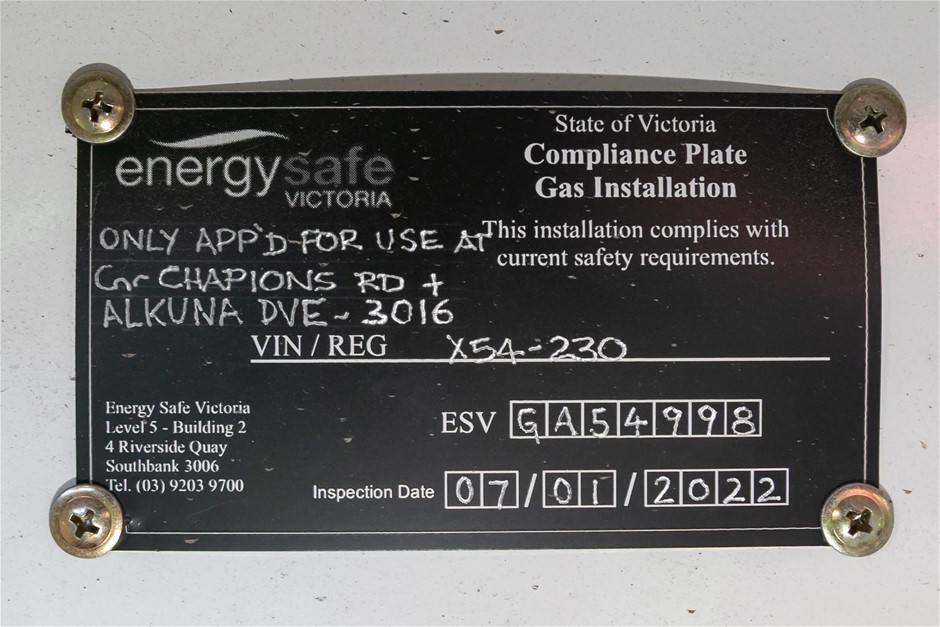 energysafe
VICTORIA
State of Victoria
Compliance Plate
Gas Installation
This installation complies with
current safety requirements.
ONLY APP'D FOR USE AT
Cnr CHAPIONS RD +
ALKUNA DVE - 3016
VIN / REG X54-230
Energy Safe Victoria
Level 5 - Building 2
4 Riverside Quay
Southbank 3006
Tel. (03) 9203 9700
ESV GA54998
Inspection Date 07/01/2022